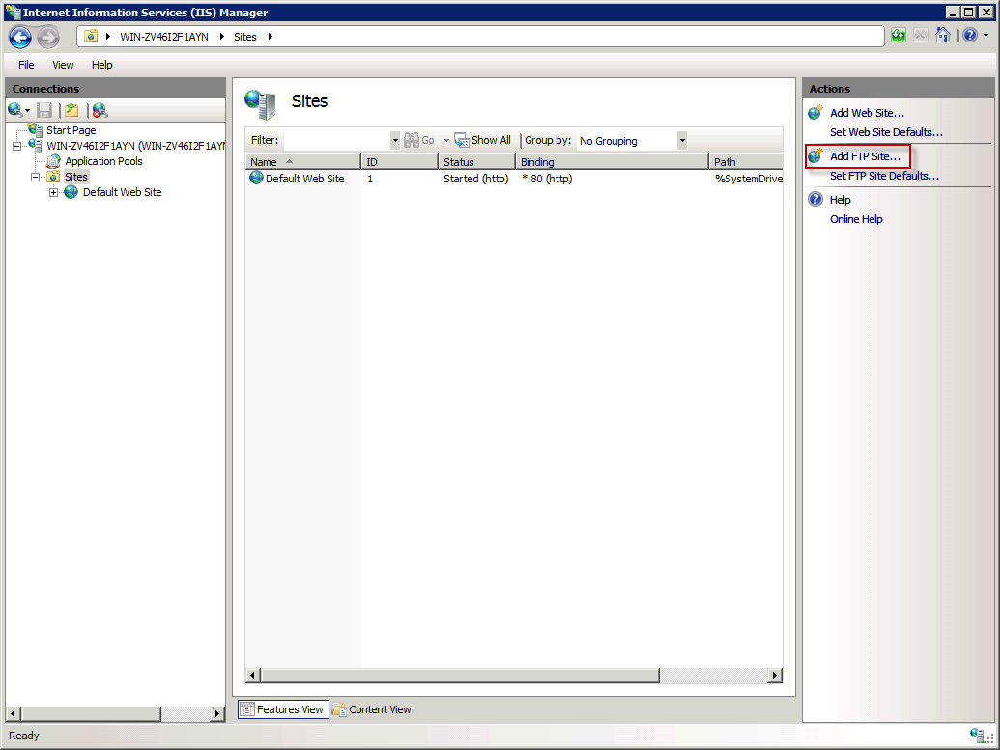 Internet Information Services (IIS) Manager
WIN-ZV46I2F1AYN Sites
File View Help
Connections
Start Page
WIN-ZV46I2F1AYN (WIN-ZV46I2F1AYN
Application Pools
Sites
Default Web Site
Sites
Filter: Go Show All Group by: No Grouping
Name ID Status Binding Path
Default Web Site 1 Started (http) *:80 (http) %SystemDrive
Features View Content View
Actions
Add Web Site...
Set Web Site Defaults...
Add FTP Site...
Set FTP Site Defaults...
Help
Online Help
Ready